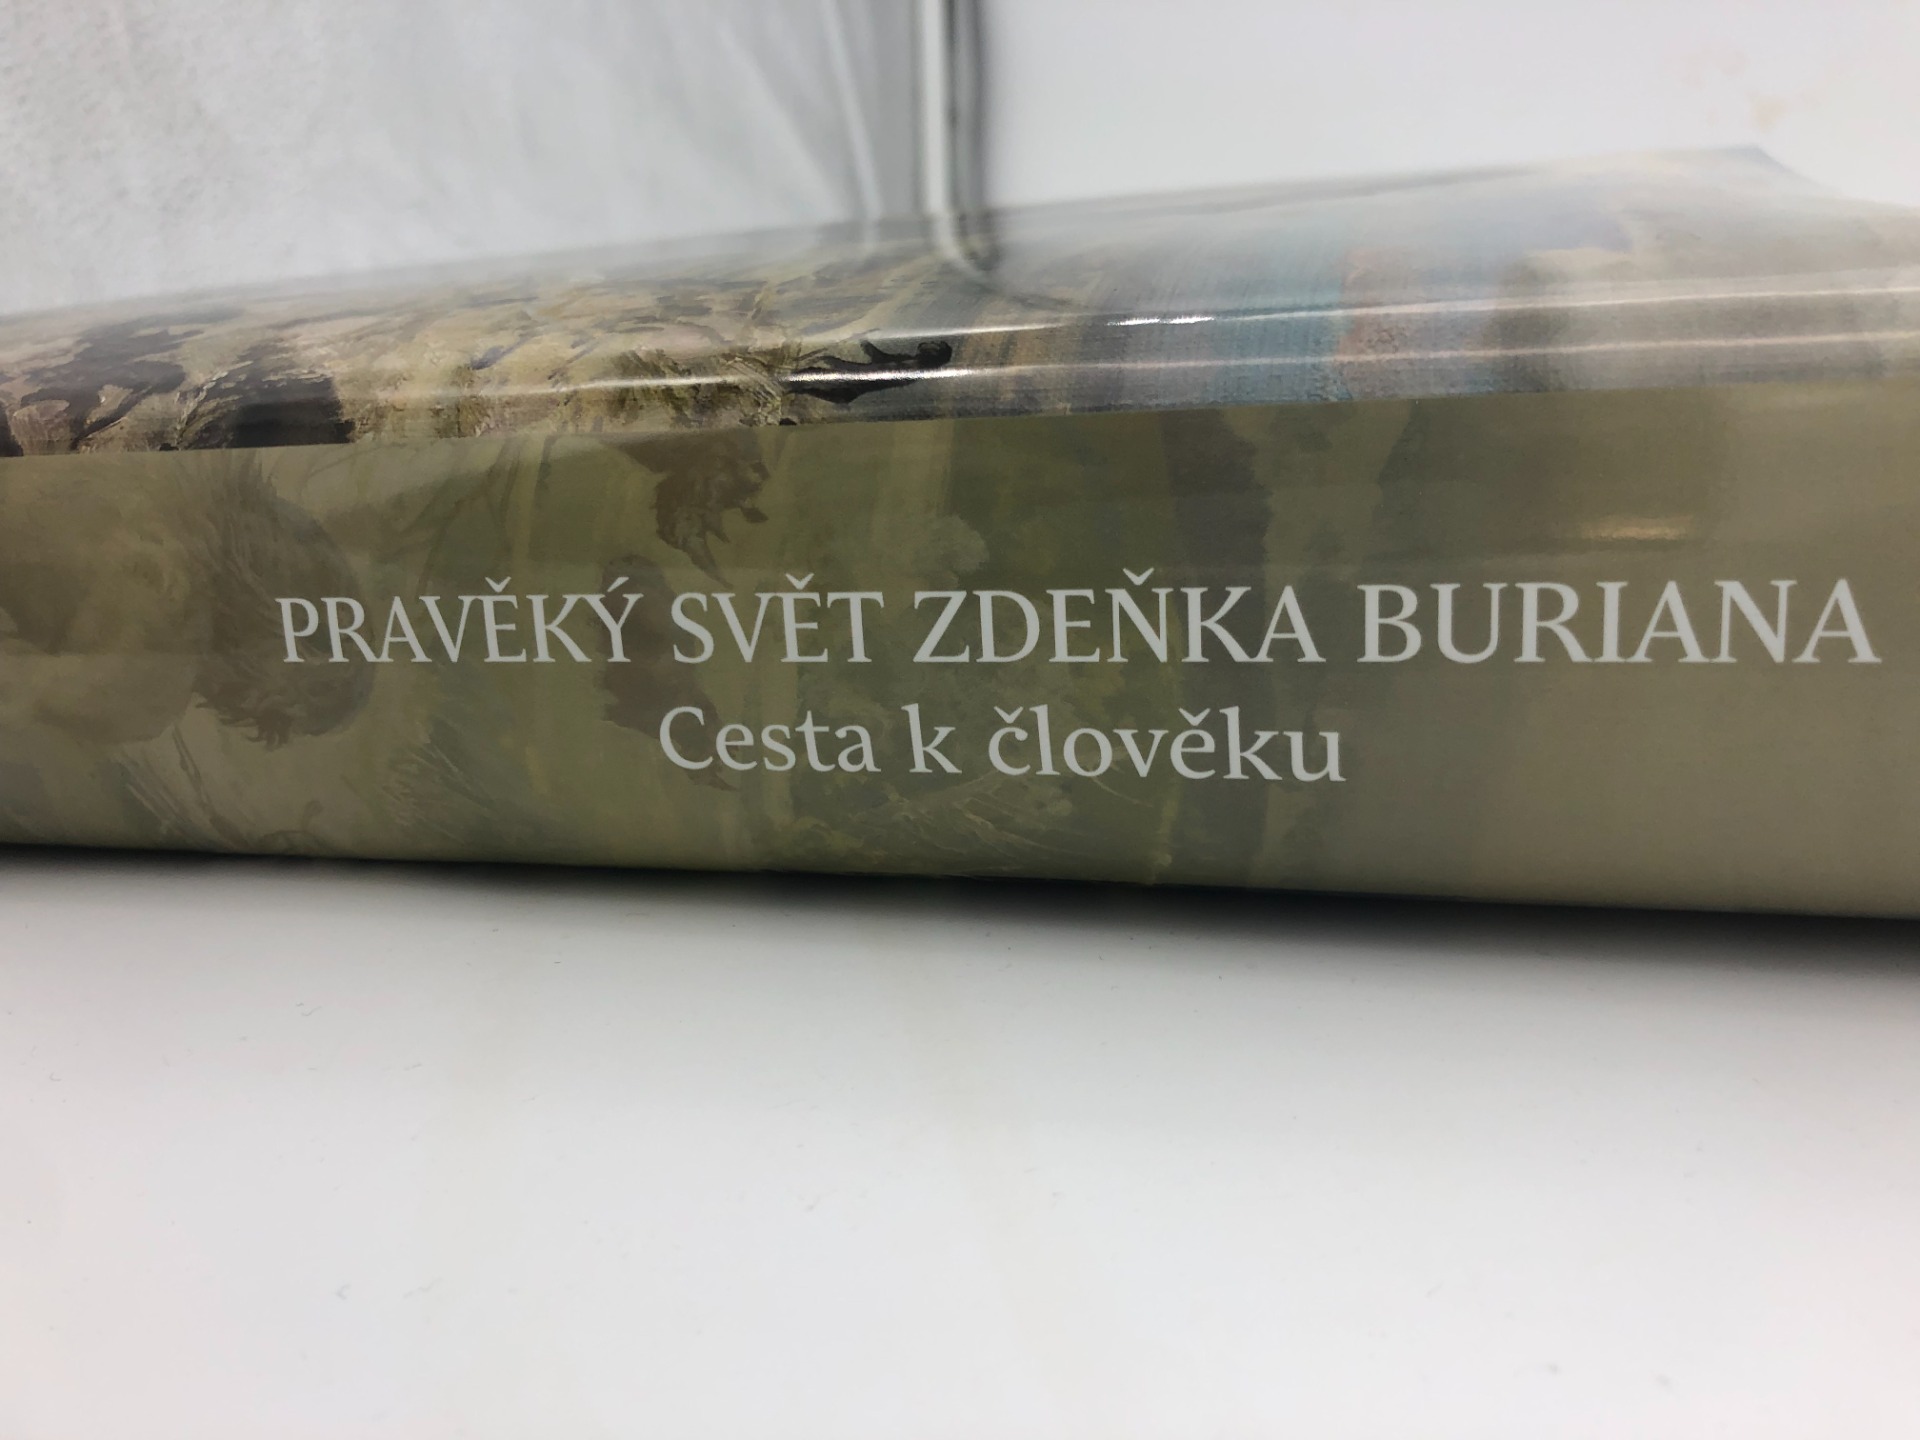 PRAVĚKÝ SVĚT ZDEŇKA BURIANA
Cesta k člověku